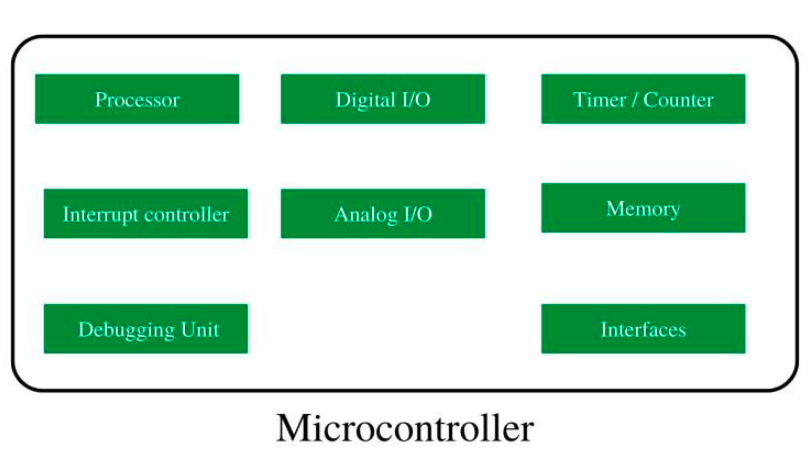 Processor
Digital I/O
Timer / Counter
Interrupt controller
Analog I/O
Memory
Debugging Unit
Interfaces
Microcontroller